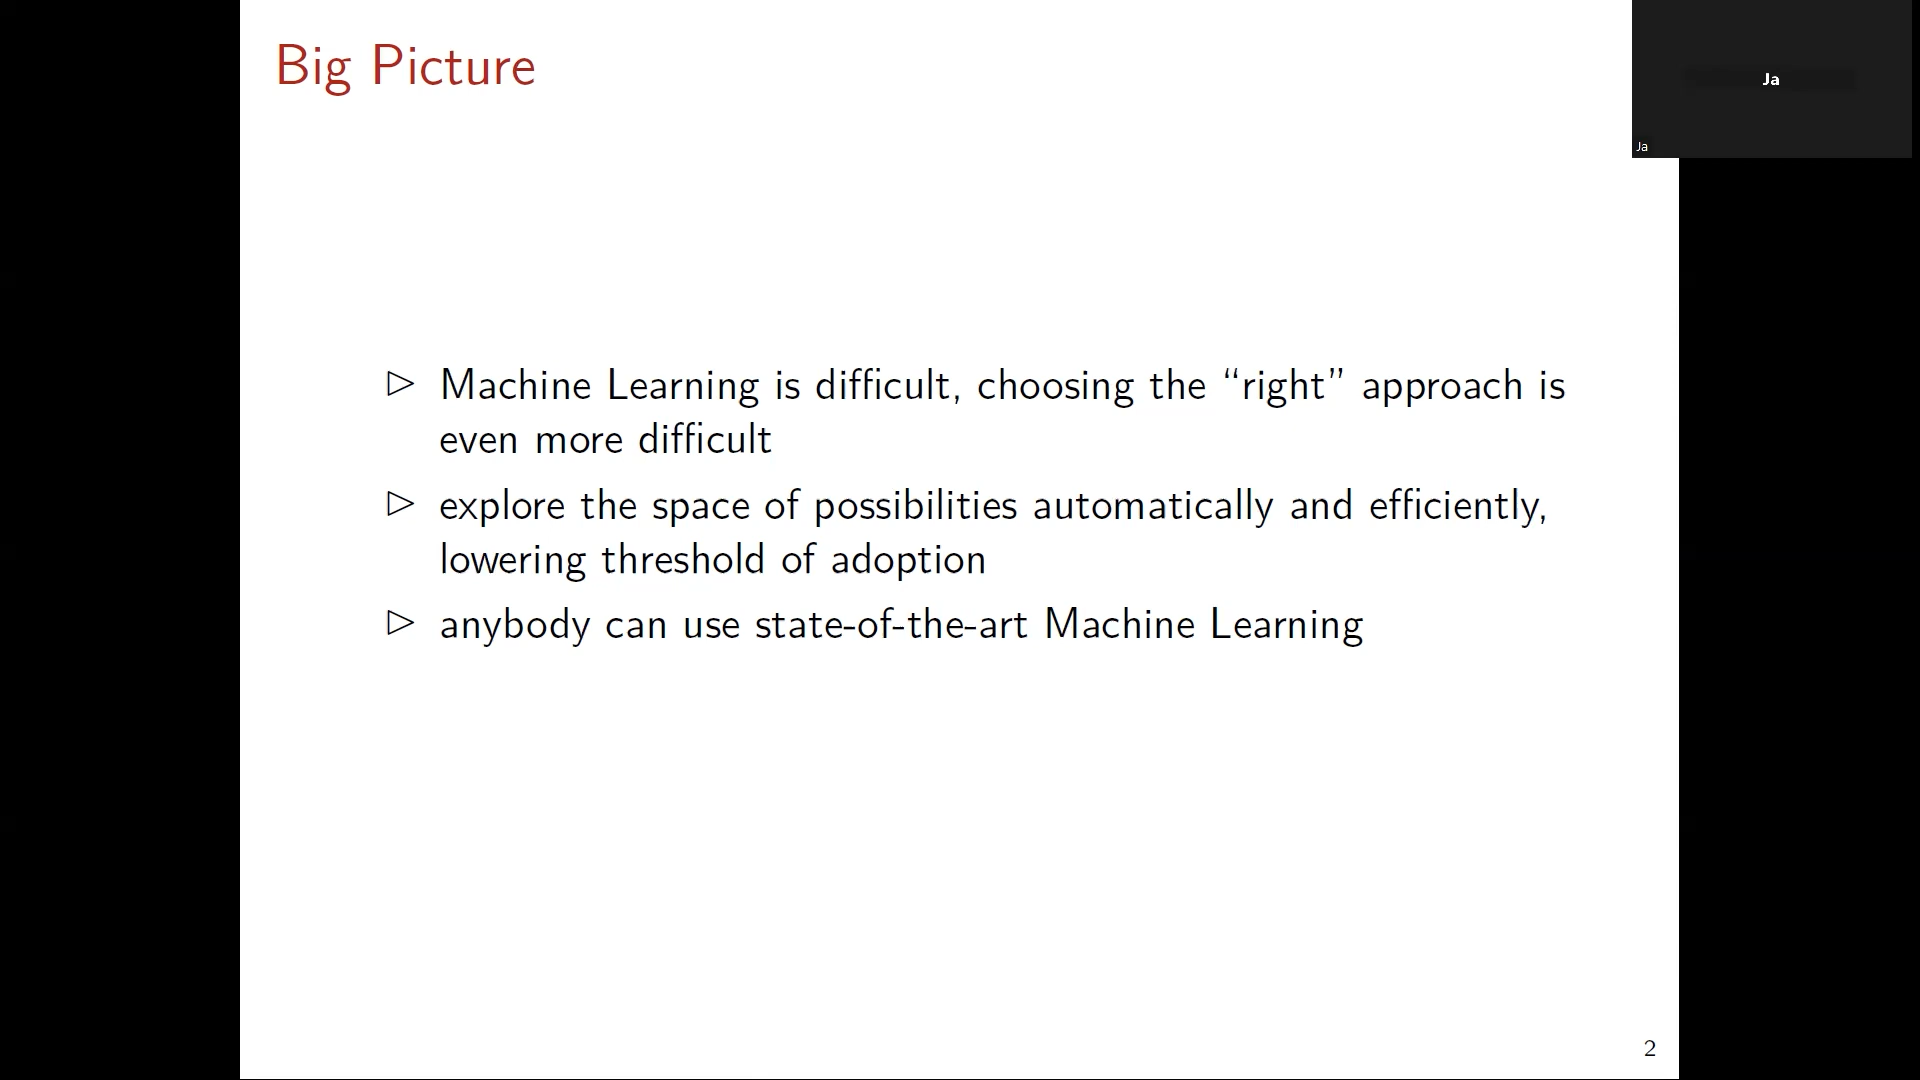 Big Picture
Ja
Ja
▷ Machine Learning is difficult, choosing the “right” approach is
even more difficult
▷ explore the space of possibilities automatically and efficiently,
lowering threshold of adoption
▷ anybody can use state-of-the-art Machine Learning
2